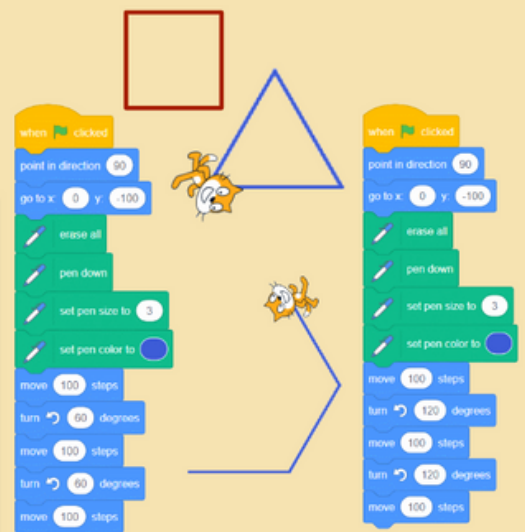 when clicked
point in direction 90
go to x: 0 y: -100
erase all
pen down
set pen size to 3
set pen color to
move 100 steps
turn 60 degrees
move 100 steps
turn 60 degrees
move 100 steps
when clicked
point in direction 90
go to x: 0 y: -100
erase all
pen down
set pen size to 3
set pen color to
move 100 steps
turn 120 degrees
move 100 steps
turn 120 degrees
move 100 steps